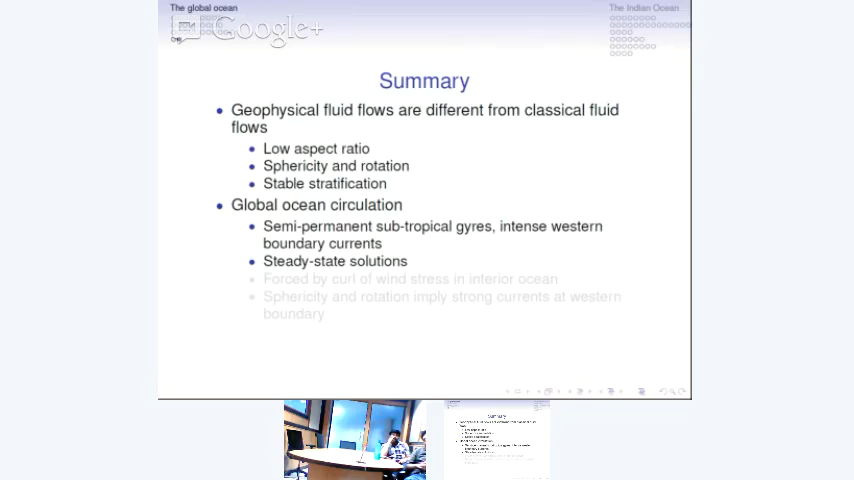 The global ocean
The Indian Ocean
Google+
Summary
Geophysical fluid flows are different from classical fluid
flows
Low aspect ratio
Sphericity and rotation
Stable stratification
Global ocean circulation
Semi-permanent sub-tropical gyres, intense western
boundary currents
Steady-state solutions
Forced by curl of wind stress in interior ocean
Sphericity and rotation imply strong currents at western
boundary
Summary